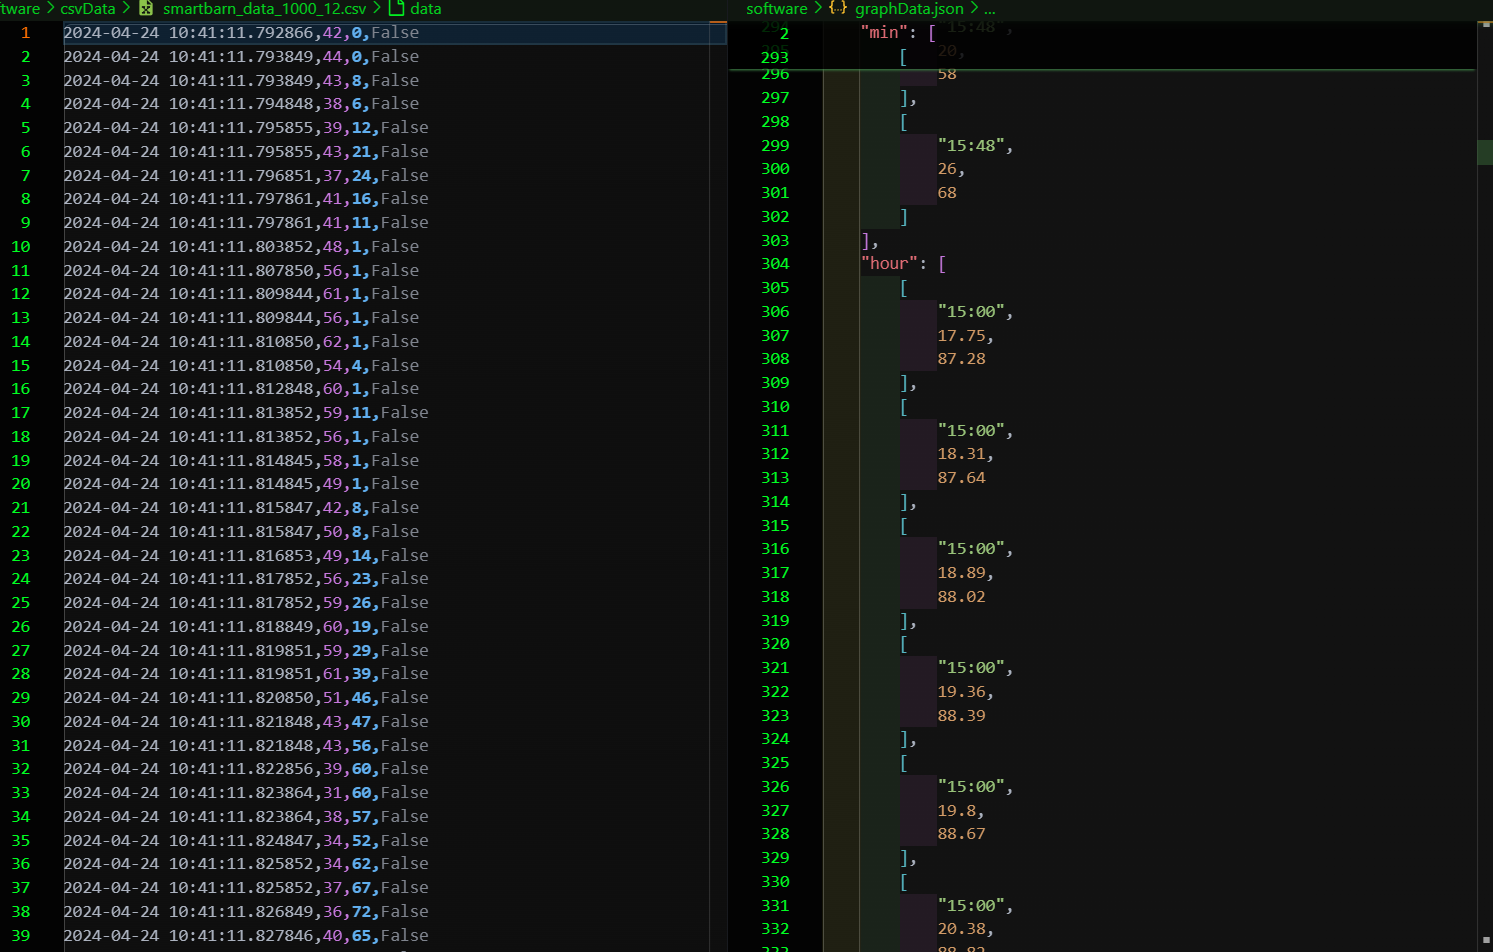 ftware > csvData > smartbarn_data_1000_12.csv > data
1 2024-04-24 10:41:11.792866,42,0,False
2 2024-04-24 10:41:11.793849,44,0,False
3 2024-04-24 10:41:11.793849,43,8,False
4 2024-04-24 10:41:11.794848,38,6,False
5 2024-04-24 10:41:11.795855,39,12,False
6 2024-04-24 10:41:11.795855,43,21,False
7 2024-04-24 10:41:11.796851,37,24,False
8 2024-04-24 10:41:11.797861,41,16,False
9 2024-04-24 10:41:11.797861,41,11,False
10 2024-04-24 10:41:11.803852,48,1,False
11 2024-04-24 10:41:11.807850,56,1,False
12 2024-04-24 10:41:11.809844,61,1,False
13 2024-04-24 10:41:11.809844,56,1,False
14 2024-04-24 10:41:11.810850,62,1,False
15 2024-04-24 10:41:11.810850,54,4,False
16 2024-04-24 10:41:11.812848,60,1,False
17 2024-04-24 10:41:11.813852,59,11,False
18 2024-04-24 10:41:11.813852,56,1,False
19 2024-04-24 10:41:11.814845,58,1,False
20 2024-04-24 10:41:11.814845,49,1,False
21 2024-04-24 10:41:11.815847,42,8,False
22 2024-04-24 10:41:11.815847,50,8,False
23 2024-04-24 10:41:11.816853,49,14,False
24 2024-04-24 10:41:11.817852,56,23,False
25 2024-04-24 10:41:11.817852,59,26,False
26 2024-04-24 10:41:11.818849,60,19,False
27 2024-04-24 10:41:11.819851,59,29,False
28 2024-04-24 10:41:11.819851,61,39,False
29 2024-04-24 10:41:11.820850,51,46,False
30 2024-04-24 10:41:11.821848,43,47,False
31 2024-04-24 10:41:11.821848,43,56,False
32 2024-04-24 10:41:11.822856,39,60,False
33 2024-04-24 10:41:11.823864,31,60,False
34 2024-04-24 10:41:11.823864,38,57,False
35 2024-04-24 10:41:11.824847,34,52,False
36 2024-04-24 10:41:11.825852,34,62,False
37 2024-04-24 10:41:11.825852,37,67,False
38 2024-04-24 10:41:11.826849,36,72,False
39 2024-04-24 10:41:11.827846,40,65,False
software > {..} graphData.json > ...
294 "15:48",
2 "min": [
295 20,
293 [
296 58
297 ],
298 [
299 "15:48",
300 26,
301 68
302 ]
303 ],
304 "hour": [
305 [
306 "15:00",
307 17.75,
308 87.28
309 ],
310 [
311 "15:00",
312 18.31,
313 87.64
314 ],
315 [
316 "15:00",
317 18.89,
318 88.02
319 ],
320 [
321 "15:00",
322 19.36,
323 88.39
324 ],
325 [
326 "15:00",
327 19.8,
328 88.67
329 ],
330 [
331 "15:00",
332 20.38,
333 88.82